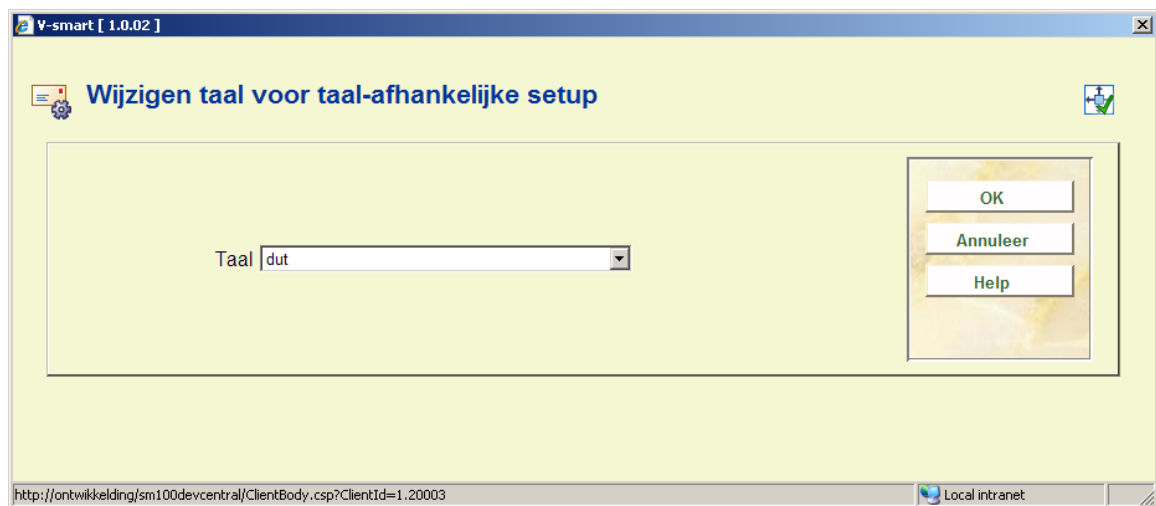 V-smart [ 1.0.02 ]
Wijzigen taal voor taal-afhankelijke setup
OK
Annuleer
Taal dut
Help
http://ontwikkelding/sm100devcentral/ClientBody.csp?ClientId=1.20003 Local intranet